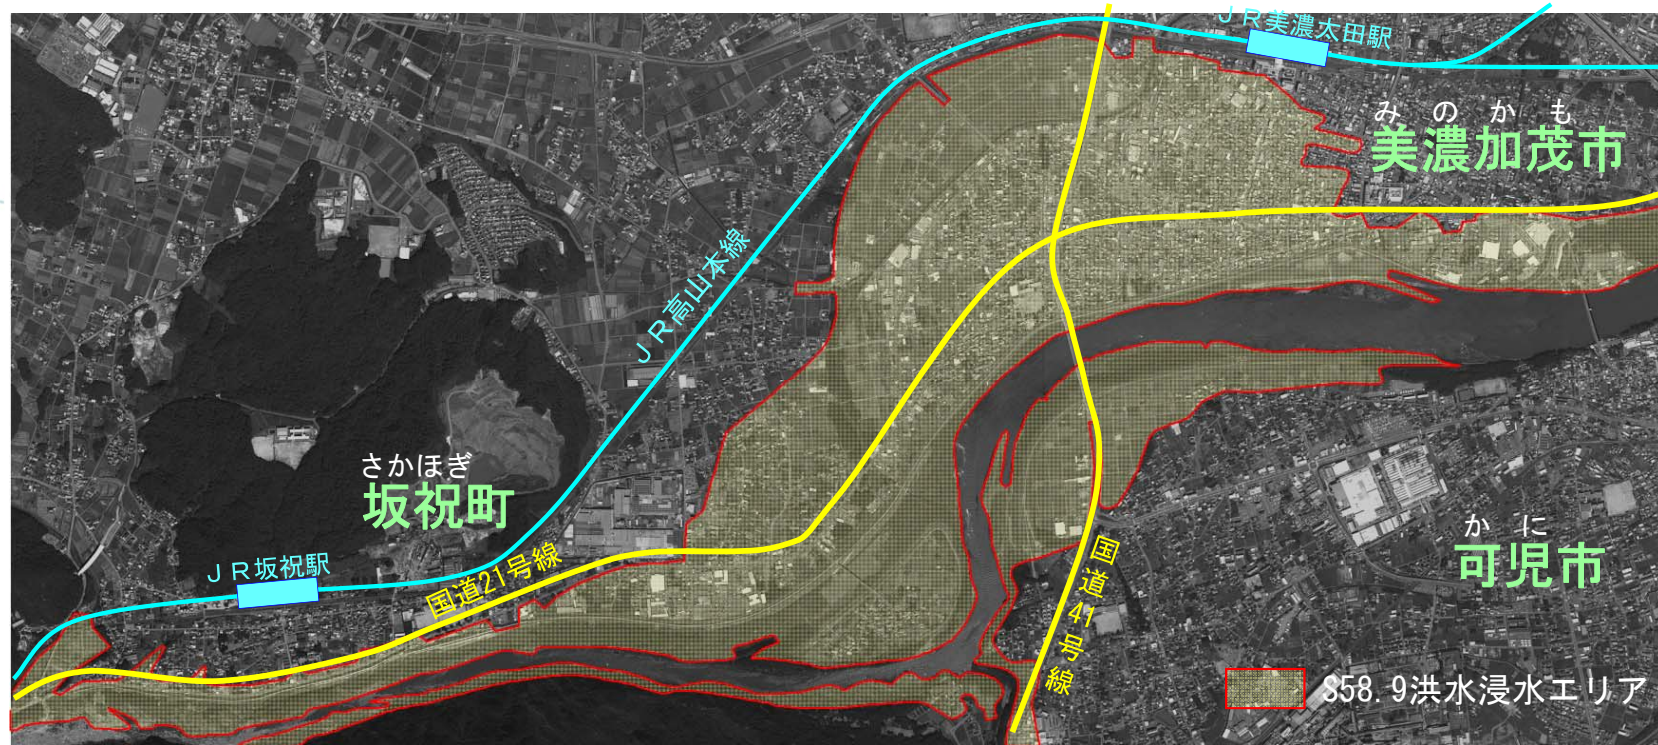 ＪＲ美濃太田駅
みのかも
美濃加茂市
ＪＲ高山本線
さかほぎ
坂祝町
ＪＲ坂祝駅
国道21号線
国道41号線
かに
可児市
S58.9洪水浸水エリア